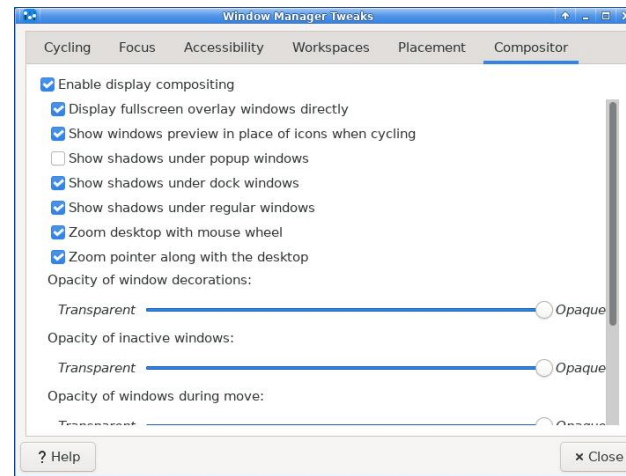 Window Manager Tweaks
Cycling Focus Accessibility Workspaces Placement Compositor
Enable display compositing
Display fullscreen overlay windows directly
Show windows preview in place of icons when cycling
Show shadows under popup windows
Show shadows under dock windows
Show shadows under regular windows
Zoom desktop with mouse wheel
Zoom pointer along with the desktop
Opacity of window decorations:
Transparent Opaque
Opacity of inactive windows:
Transparent Opaque
Opacity of windows during move:
Transparent Opaque
? Help × Close